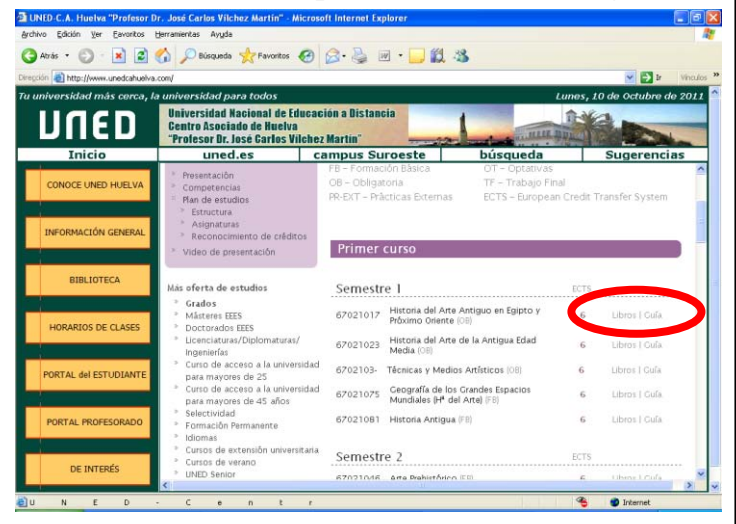 UNED-C.A. Huelva "Profesor Dr. José Carlos Vílchez Martín" - Microsoft Internet Explorer
Archivo Edición Ver Favoritos Herramientas Ayuda
Atrás Búsqueda Favoritos
Dirección http://www.unedcahuelva.com/ Ir Vínculos »
Tu universidad más cerca, la universidad para todos Lunes, 10 de Octubre de 2011
UNED
Universidad Nacional de Educación a Distancia
Centro Asociado de Huelva
"Profesor Dr. José Carlos Vílchez Martín"
Inicio uned.es campus Suroeste búsqueda Sugerencias
CONOCE UNED HUELVA
INFORMACIÓN GENERAL
BIBLIOTECA
HORARIOS DE CLASES
PORTAL del ESTUDIANTE
PORTAL PROFESORADO
DE INTERÉS
Presentación
Competencias
Plan de estudios
Estructura
Asignaturas
Reconocimiento de créditos
Video de presentación
Más oferta de estudios
Grados
Másteres EEES
Doctorados EEES
Licenciaturas/Diplomaturas/
Ingenierías
Curso de acceso a la universidad
para mayores de 25
Curso de acceso a la universidad
para mayores de 45 años
Selectividad
Formación Permanente
Idiomas
Cursos de extensión universitaria
Cursos de verano
UNED Senior
FB - Formación Básica OT - Optativas
OB - Obligatoria TF - Trabajo Final
PR-EXT - Prácticas Externas ECTS - European Credit Transfer System
Primer curso
Semestre 1 ECTS
67021017 Historia del Arte Antiguo en Egipto y
Próximo Oriente (OB) 6 Libros | Guía
67021023 Historia del Arte de la Antigua Edad
Media (OB) 6 Libros | Guía
6702103- Técnicas y Medios Artísticos (OB) 6 Libros | Guía
67021075 Geografía de los Grandes Espacios
Mundiales (Hª del Arte) (FB) 6 Libros | Guía
67021081 Historia Antigua (FB) 6 Libros | Guía
Semestre 2 ECTS
67021046 Arte Prehistórico (FB) 6 Libros | Guía
U N E D - C e n t r Internet